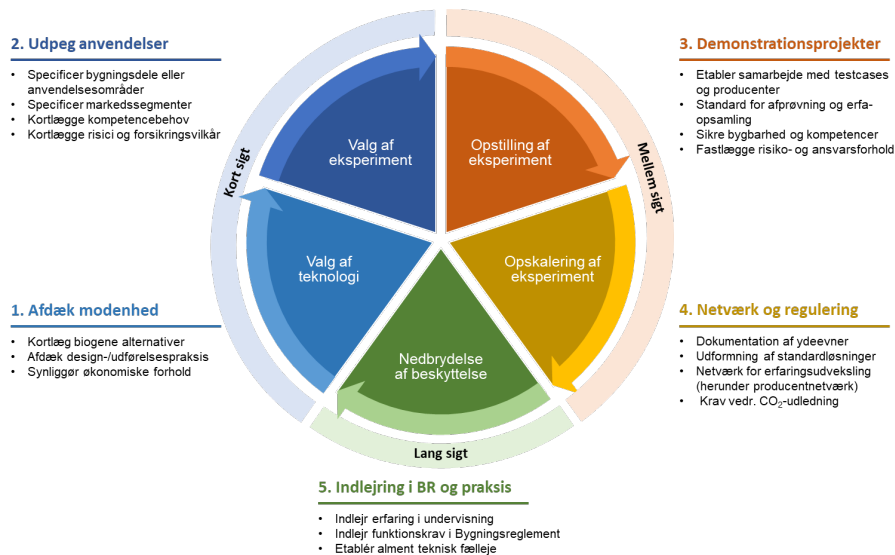 2. Udpeg anvendelser
• Specificer bygningsdele eller
anvendelsesområder
• Specificer markedssegmenter
• Kortlægge kompetencebehov
• Kortlægge risici og forsikringsvilkår
3. Demonstrationsprojekter
• Etabler samarbejde med testcases
og producenter
• Standard for afprøvning og erfa-
opsamling
• Sikre bygbarhed og kompetencer
• Fastlægge risiko- og ansvarsforhold
Kort sigt
Valg af
eksperiment
Opstilling af
eksperiment
Mellem sigt
Valg af
teknologi
Opskalering af
eksperiment
Nedbrydelse
af beskyttelse
Lang sigt
1. Afdæk modenhed
• Kortlæg biogene alternativer
• Afdæk design-/udførelsespraksis
• Synliggør økonomiske forhold
4. Netværk og regulering
• Dokumentation af ydeevner
• Udformning af standardløsninger
• Netværk for erfaringsudveksling
(herunder producentnetværk)
• Krav vedr. CO₂-udledning
5. Indlejring i BR og praksis
• Indlejr erfaring i undervisning
• Indlejr funktionskrav i Bygningsreglement
• Etablér alment teknisk fælleje